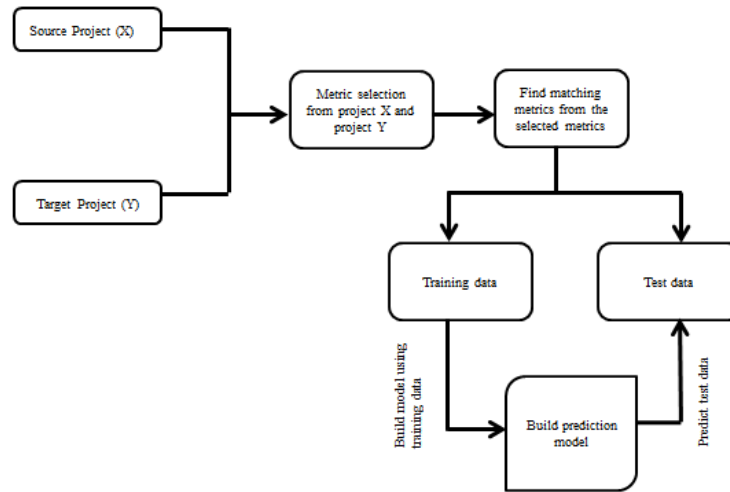 Source Project (X)
Metric selection
from project X and
project Y
Find matching
metrics from the
selected metrics
Target Project (Y)
Training data
Test data
Build model using
training data
Build prediction
model
Predict test data